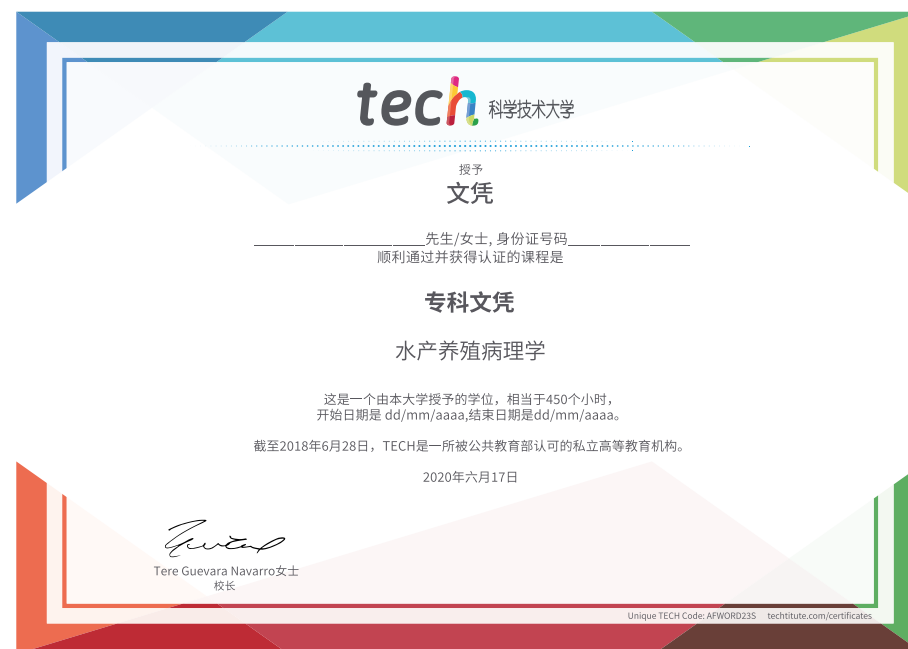 tech 科学技术大学
授予
文凭
____________________先生/女士, 身份证号码_______________
顺利通过并获得认证的课程是
专科文凭
水产养殖病理学
这是一个由本大学授予的学位，相当于450个小时，
开始日期是 dd/mm/aaaa,结束日期是dd/mm/aaaa。
截至2018年6月28日，TECH是一所被公共教育部认可的私立高等教育机构。
2020年六月17日
Tere Guevara Navarro女士
校长
Unique TECH Code: AFWORD23S techtitute.com/certificates